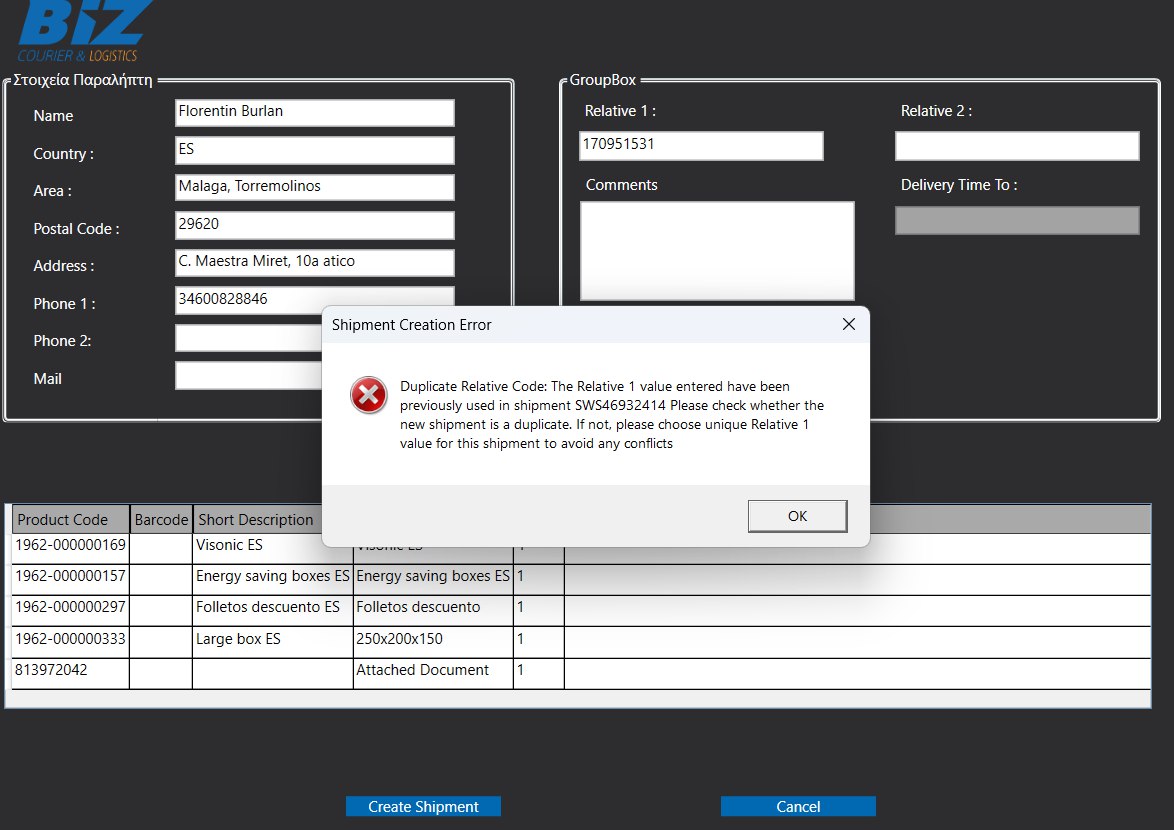 BiZ
COURIER & LOGISTICS
Στοιχεία Παραλήπτη
Name
Florentin Burlan
Country :
ES
Area :
Malaga, Torremolinos
Postal Code :
29620
Address :
C. Maestra Miret, 10a atico
Phone 1 :
34600828846
Phone 2:
Mail
GroupBox
Relative 1 :
Relative 2 :
170951531
Comments
Delivery Time To :
Shipment Creation Error
Duplicate Relative Code: The Relative 1 value entered have been
previously used in shipment SWS46932414 Please check whether the
new shipment is a duplicate. If not, please choose unique Relative 1
value for this shipment to avoid any conflicts
OK
Product Code Barcode Short Description
1962-000000169 Visonic ES Visonic ES 1
1962-000000157 Energy saving boxes ES Energy saving boxes ES 1
1962-000000297 Folletos descuento ES Folletos descuento 1
1962-000000333 Large box ES 250x200x150 1
813972042 Attached Document 1
Create Shipment
Cancel